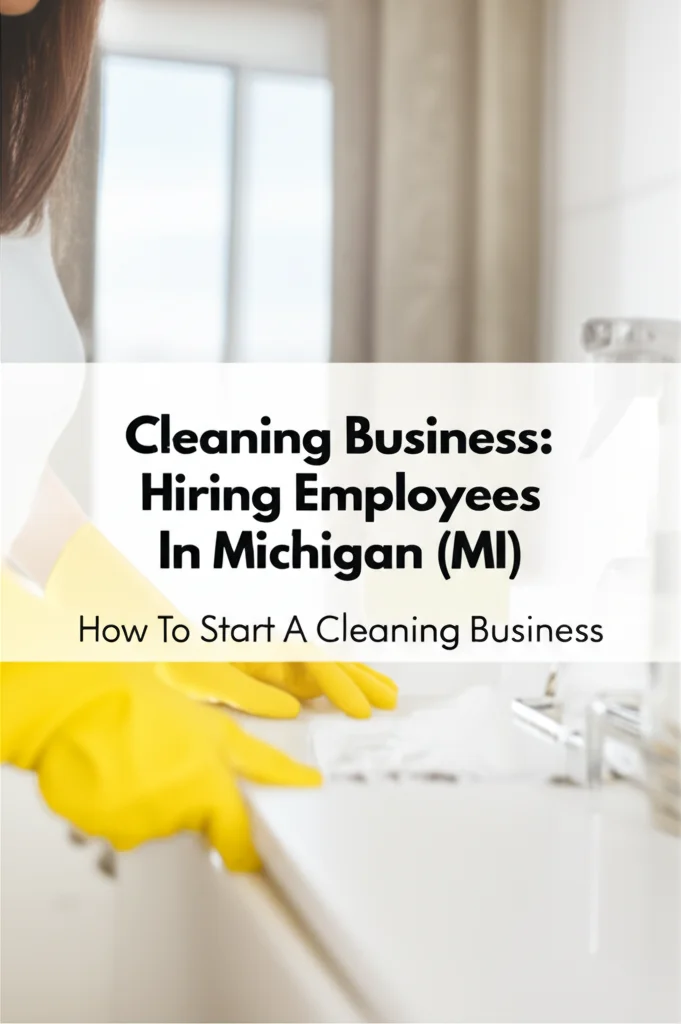 Cleaning Business:
Hiring Employees
In Michigan (MI)
How To Start A Cleaning Business